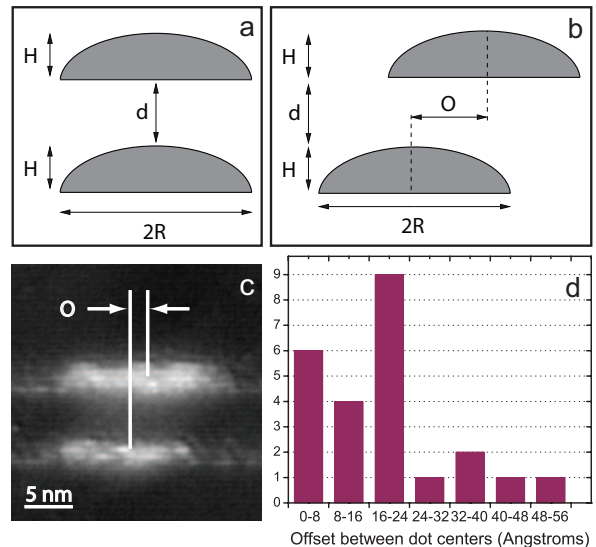 a
H
d
H
2R
b
H
d
O
H
2R
c
O
5 nm
d
9
8
7
6
5
4
3
2
1
0
0-8 8-16 16-24 24-32 32-40 40-48 48-56
Offset between dot centers (Angstroms)